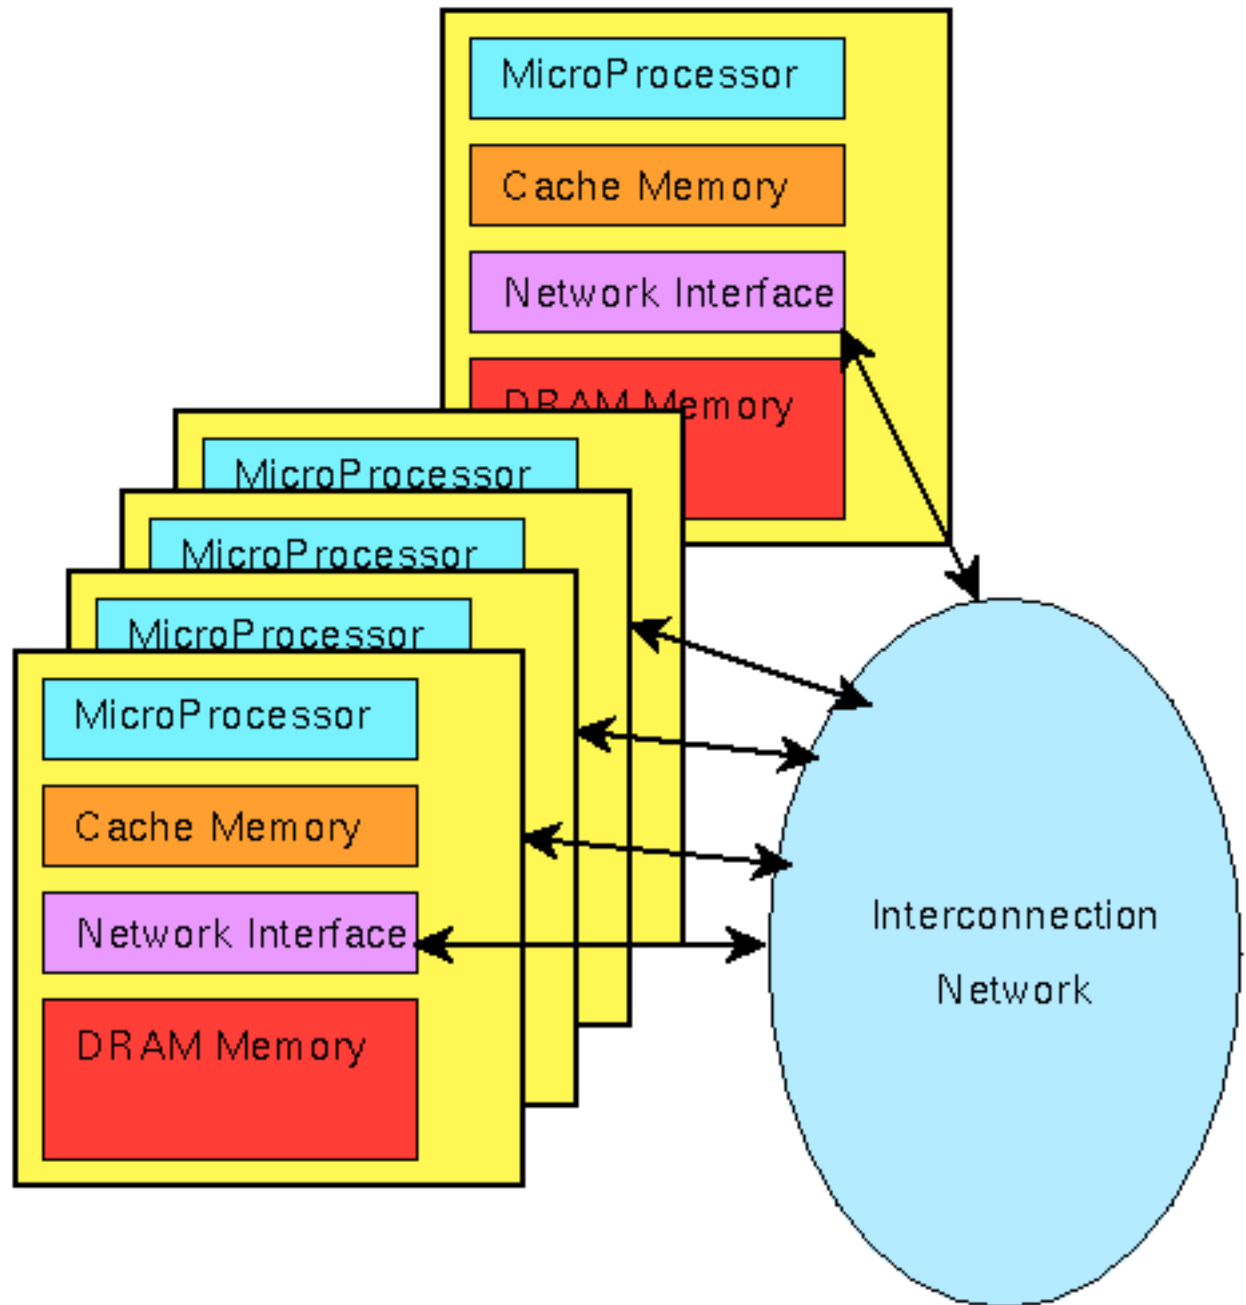 MicroProcessor
Cache Memory
Network Interface
DRAM Memory
MicroProcessor
MicroProcessor
MicroProcessor
MicroProcessor
Cache Memory
Network Interface
DRAM Memory
Interconnection
Network